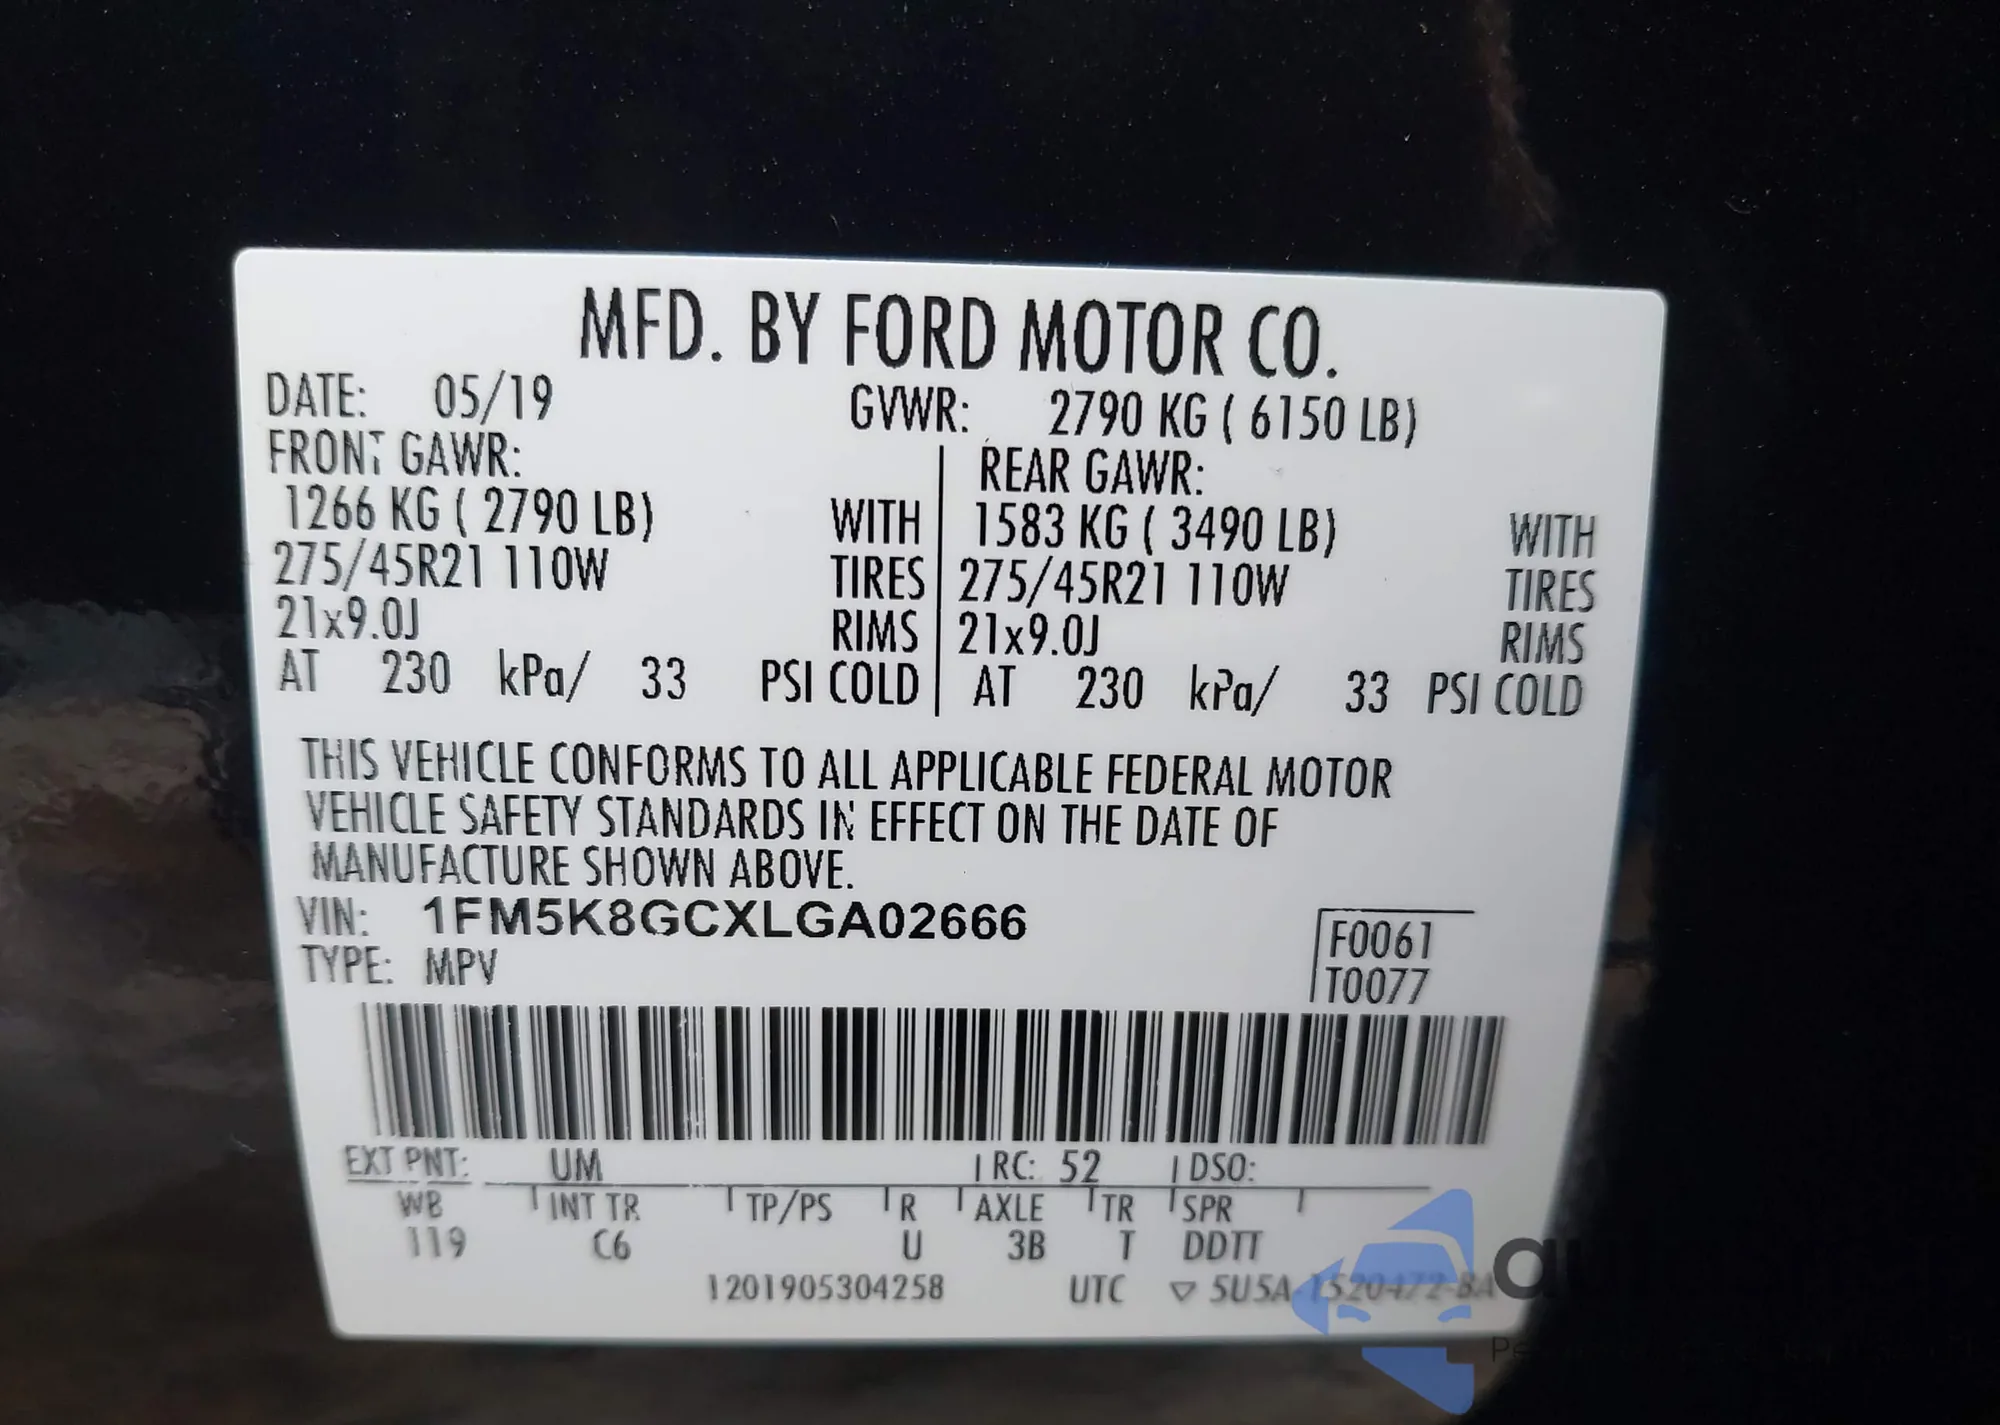 MFD. BY FORD MOTOR CO.
DATE: 05/19 GVWR: 2790 KG ( 6150 LB)
FRONT GAWR: REAR GAWR:
1266 KG ( 2790 LB) WITH 1583 KG ( 3490 LB) WITH
275/45R21 110W TIRES 275/45R21 110W TIRES
21x9.0J RIMS 21x9.0J RIMS
AT 230 kPa/ 33 PSI COLD AT 230 kPa/ 33 PSI COLD
THIS VEHICLE CONFORMS TO ALL APPLICABLE FEDERAL MOTOR
VEHICLE SAFETY STANDARDS IN EFFECT ON THE DATE OF
MANUFACTURE SHOWN ABOVE.
VIN: 1FM5K8GCXLGA02666
F0061
TYPE: MPV
T0077
EXT PNT: UM RC: 52 DSO:
WB INT TR TP/PS R AXLE TR SPR
119 C6 U 3B T DDTT
1201905304258 UTC ▽ 5U5A-1520472-BA